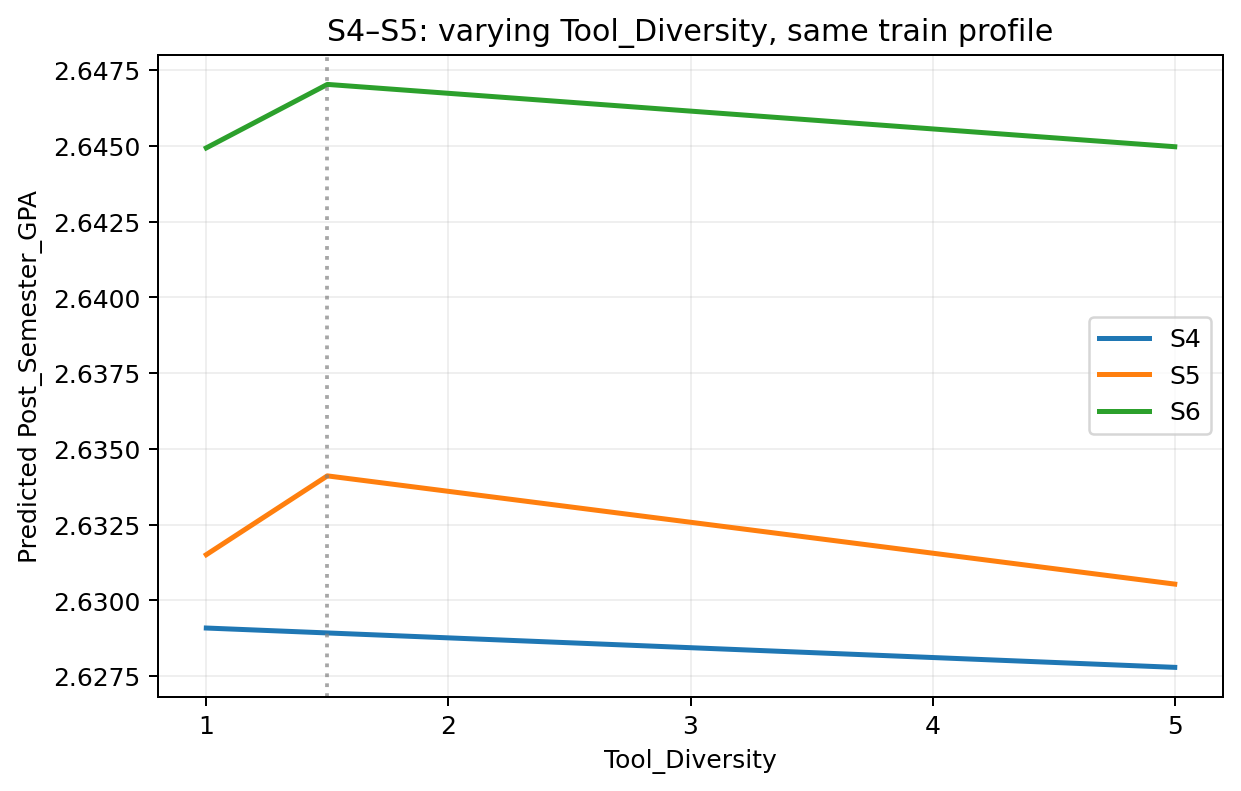 S4–S5: varying Tool_Diversity, same train profile
Predicted Post_Semester_GPA
2.6475
2.6450
2.6425
2.6400
2.6375
2.6350
2.6325
2.6300
2.6275
S4
S5
S6
1 2 3 4 5
Tool_Diversity